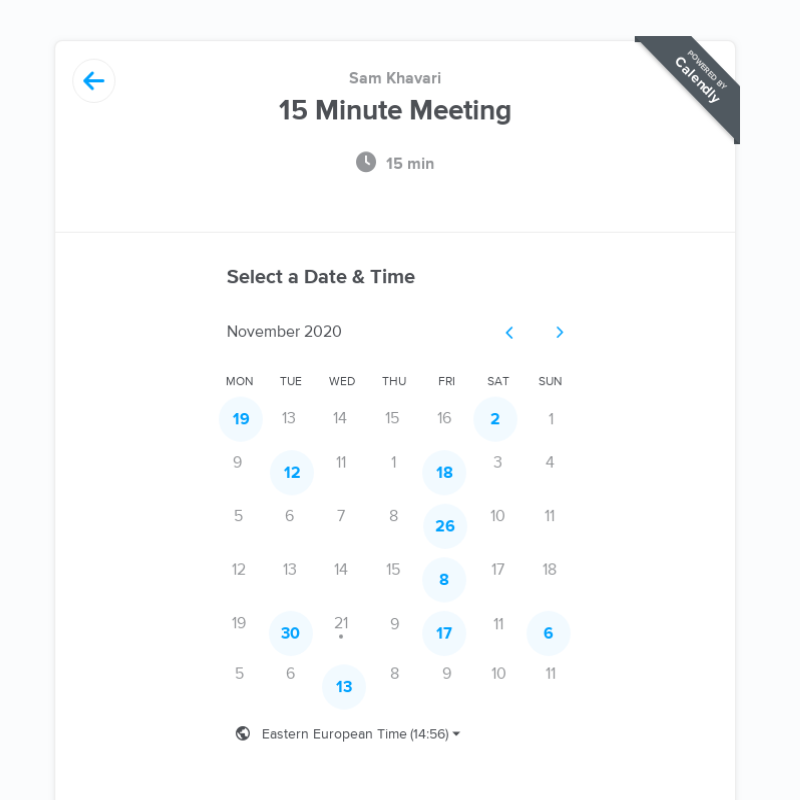 POWERED BY
Calendly
Sam Khavari
15 Minute Meeting
15 min
Select a Date & Time
November 2020
MON TUE WED THU FRI SAT SUN
19 13 14 15 16 2 1
9 12 11 1 18 3 4
5 6 7 8 26 10 11
12 13 14 15 8 17 18
19 30 21 9 17 11 6
5 6 13 8 9 10 11
Eastern European Time (14:56)